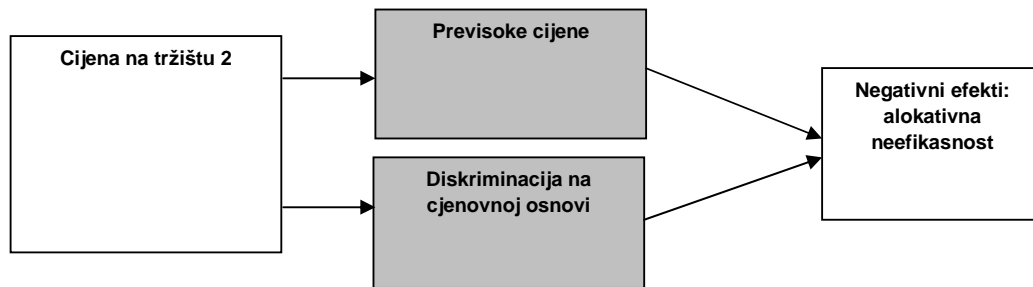 Cijena na tržištu 2
Previsoke cijene
Diskriminacija na
cjenovnoj osnovi
Negativni efekti:
alokativna
neefikasnost